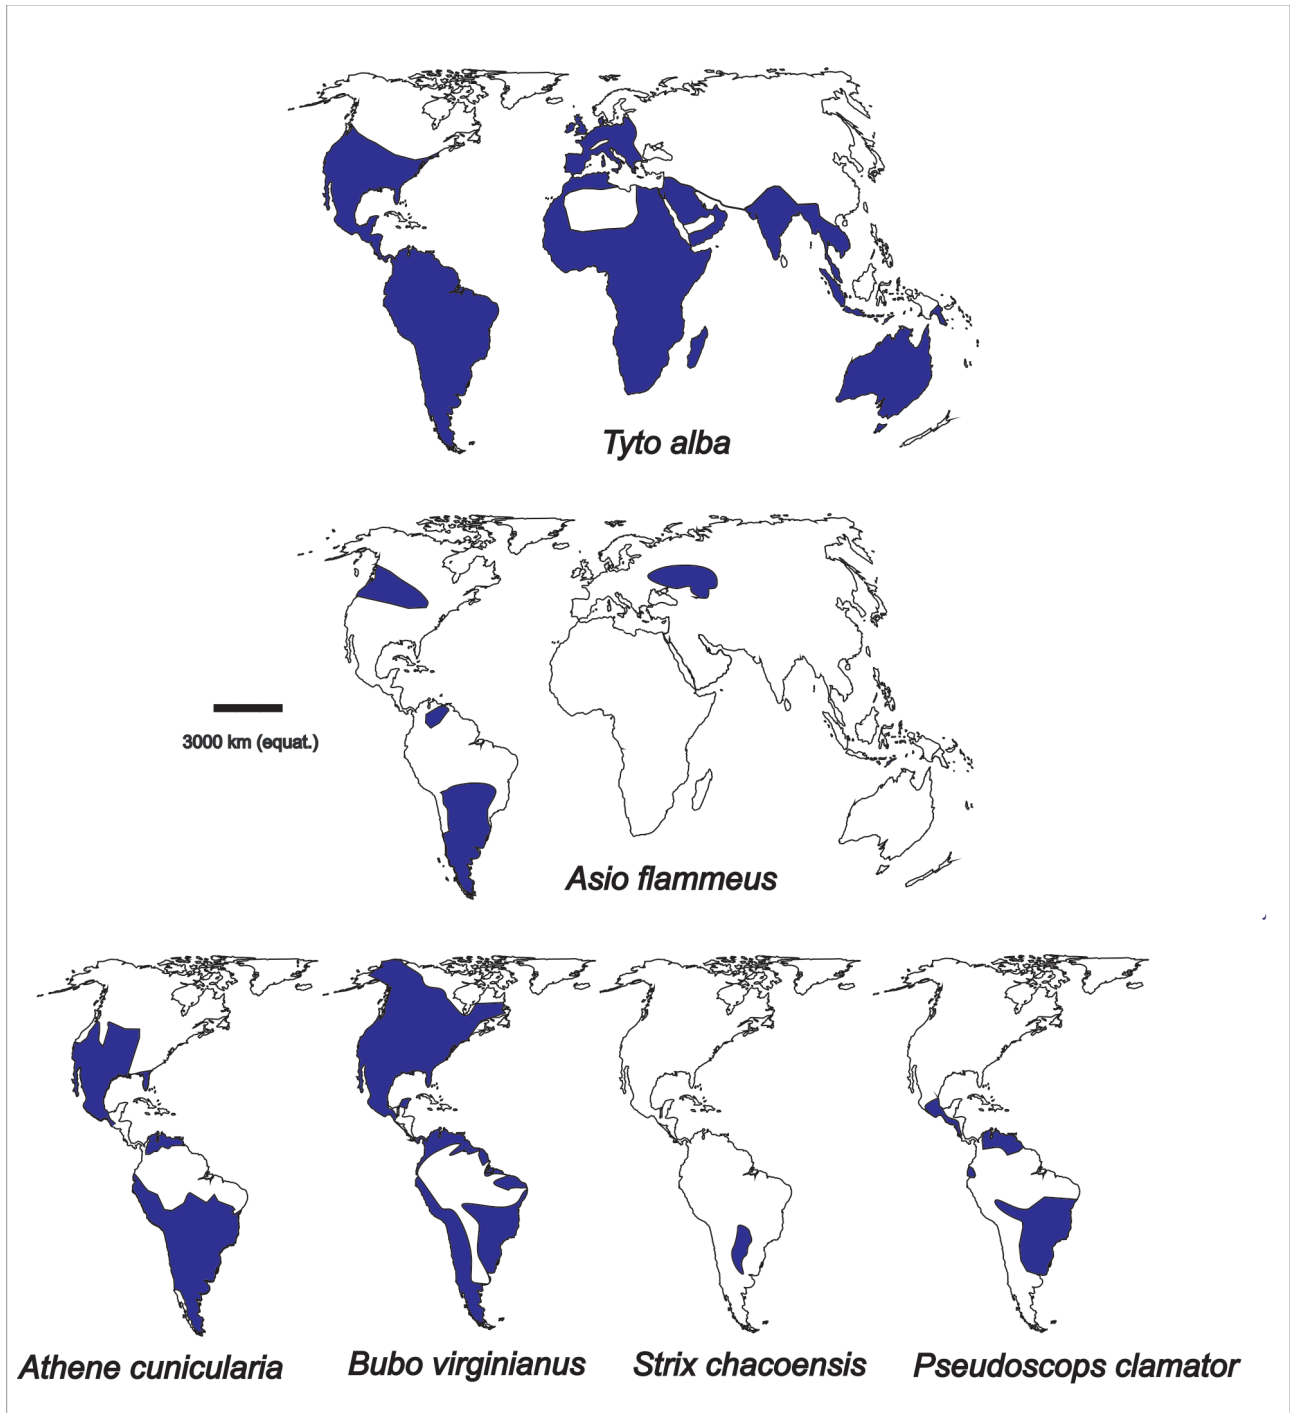 Tyto alba
Asio flammeus
3000 km (equat.)
Athene cunicularia
Bubo virginianus
Strix chacoensis
Pseudoscops clamator